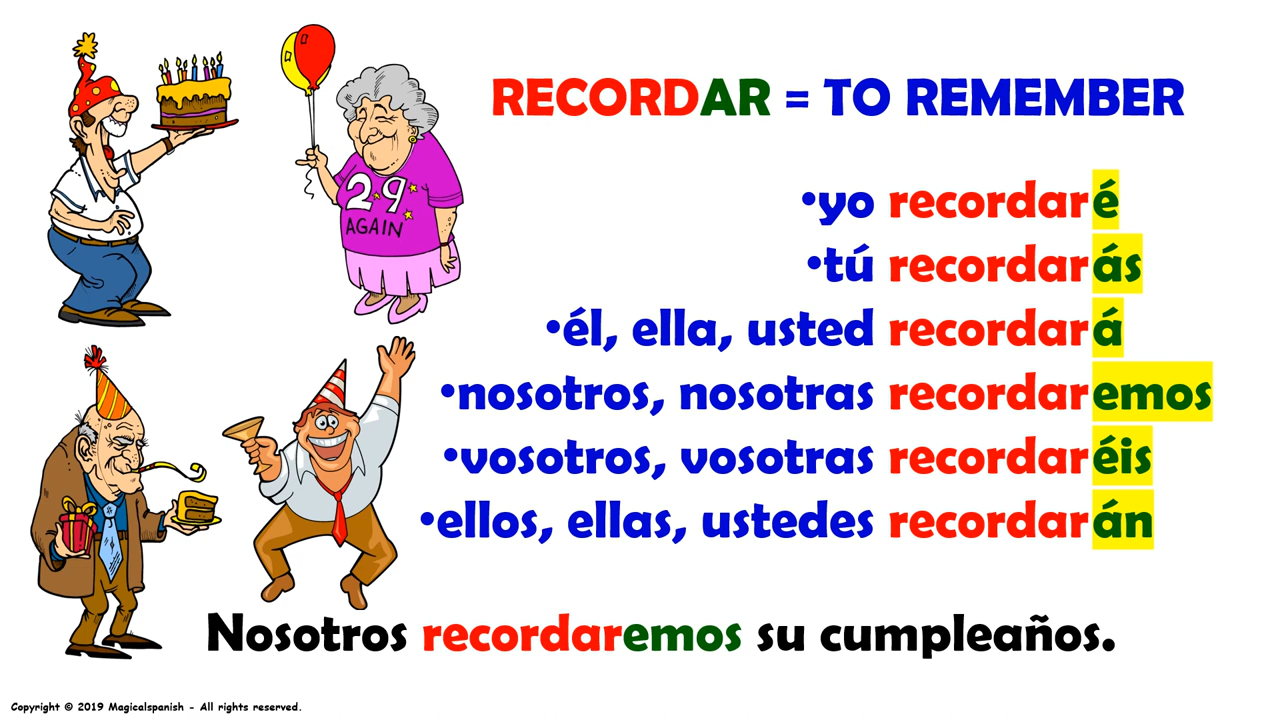 RECORDAR = TO REMEMBER
29
AGAIN
•yo recordaré
•tú recordarás
•él, ella, usted recordará
•nosotros, nosotras recordaremos
•vosotros, vosotras recordaréis
•ellos, ellas, ustedes recordarán
Nosotros recordaremos su cumpleaños.
Copyright © 2019 Magicalspanish - All rights reserved.